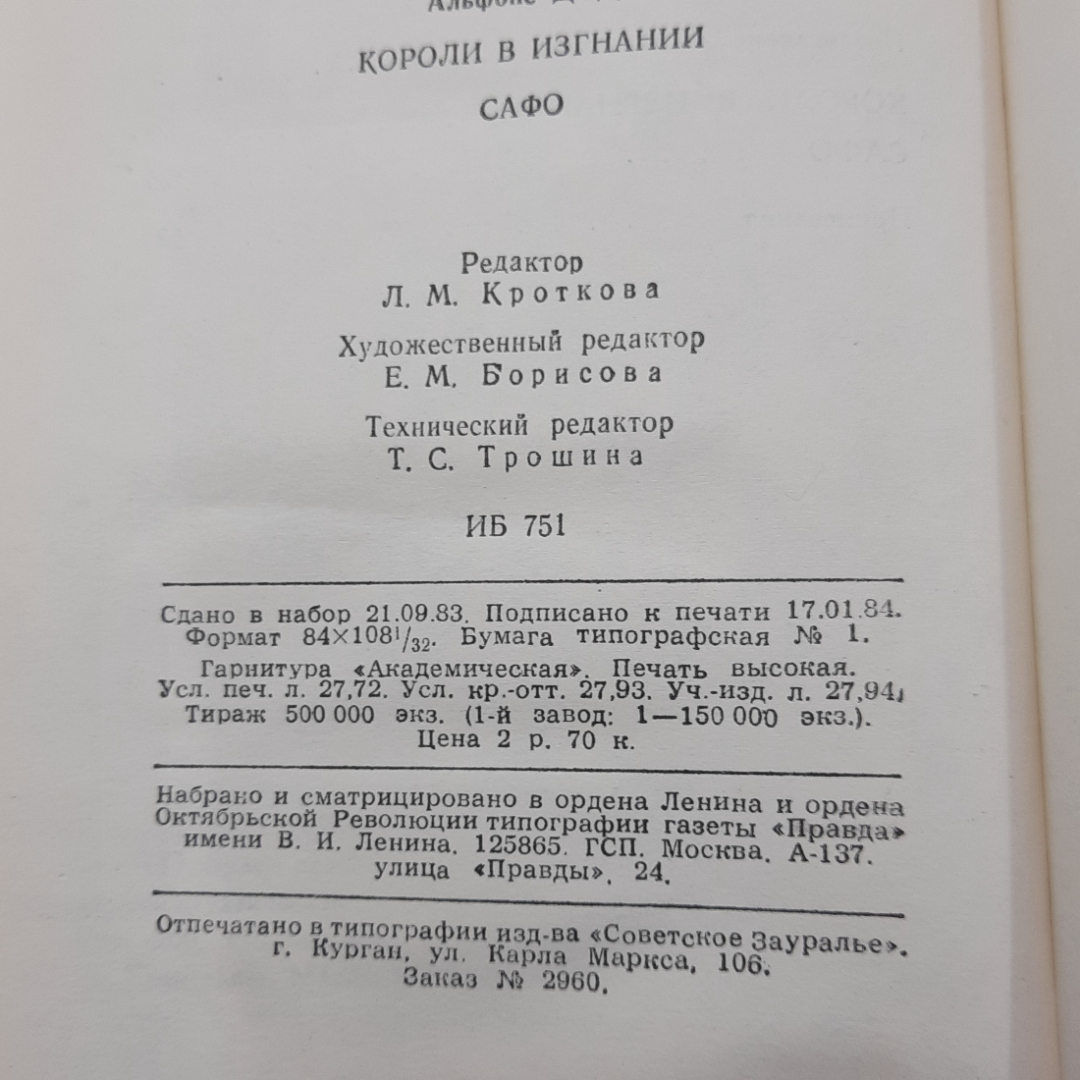 Альфонс
КОРОЛИ В ИЗГНАНИИ
САФО
Редактор
Л. М. Кроткова
Художественный редактор
Е. М. Борисова
Технический редактор
Т. С. Трошина
ИБ 751
Сдано в набор 21.09.83. Подписано к печати 17.01.84.
Формат 84×108¹/₃₂. Бумага типографская № 1.
Гарнитура «Академическая». Печать высокая.
Усл. печ. л. 27,72. Усл. кр.-отт. 27,93. Уч.-изд. л. 27,94.
Тираж 500 000 экз. (1-й завод: 1—150 000 экз.).
Цена 2 р. 70 к.
Набрано и сматрицировано в ордена Ленина и ордена
Октябрьской Революции типографии газеты «Правда»
имени В. И. Ленина. 125865. ГСП. Москва. А-137.
улица «Правды». 24.
Отпечатано в типографии изд-ва «Советское Зауралье».
г. Курган, ул. Карла Маркса, 106.
Заказ № 2960.